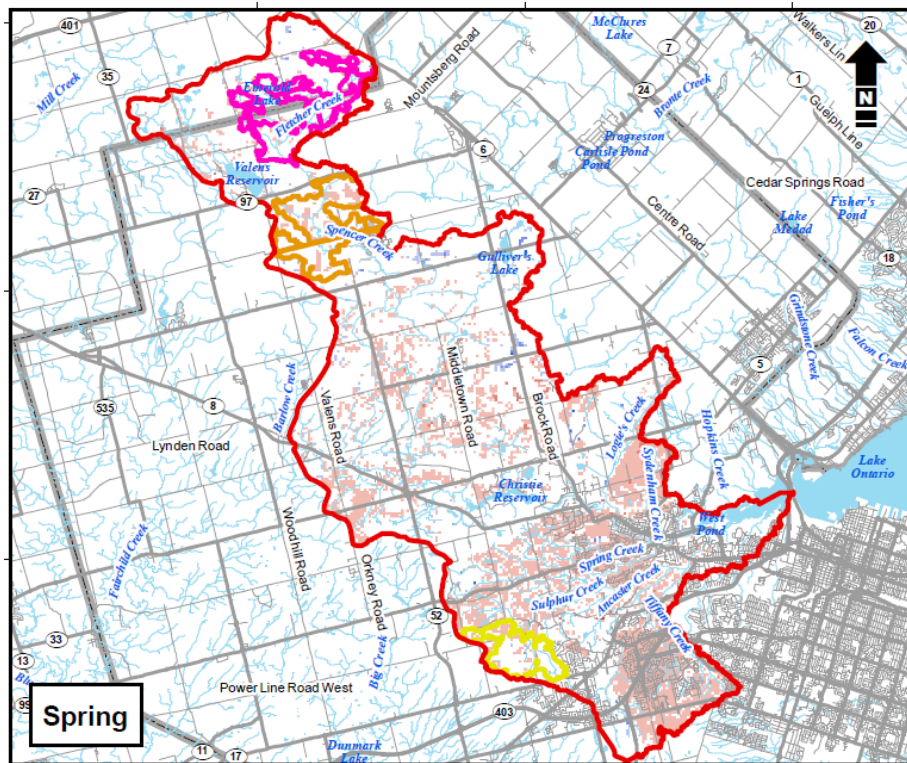 401
McClures
Lake
Walkers Lin
20
35
Mountsberg Road
7
Mill Creek
24
Bronte Creek
1
Guelph Line
N
Emerald
Lake
Fletcher Creek
6
Progreston
Carlisle Pond
Pond
Valens
Reservoir
Cedar Springs Road
27
97
Centre Road
Fisher's
Pond
Lake
Medad
Spencer Creek
Gulliver's
Lake
18
Grindstone Creek
Falcon Creek
Middletown Road
5
535
8
Barlow Creek
Valens Road
Brock Road
Lynden Road
Logie's Creek
Hopkins Creek
Sydenham Creek
Lake
Ontario
Christie
Reservoir
West
Pond
Woodhill Road
Fairchild Creek
Spring Creek
Orkney Road
Sulphur Creek
Ancaster Creek
Tiffany Creek
52
33
Big Creek
13
Blu
99
Power Line Road West
Spring
403
11
17
Dunmark
Lake